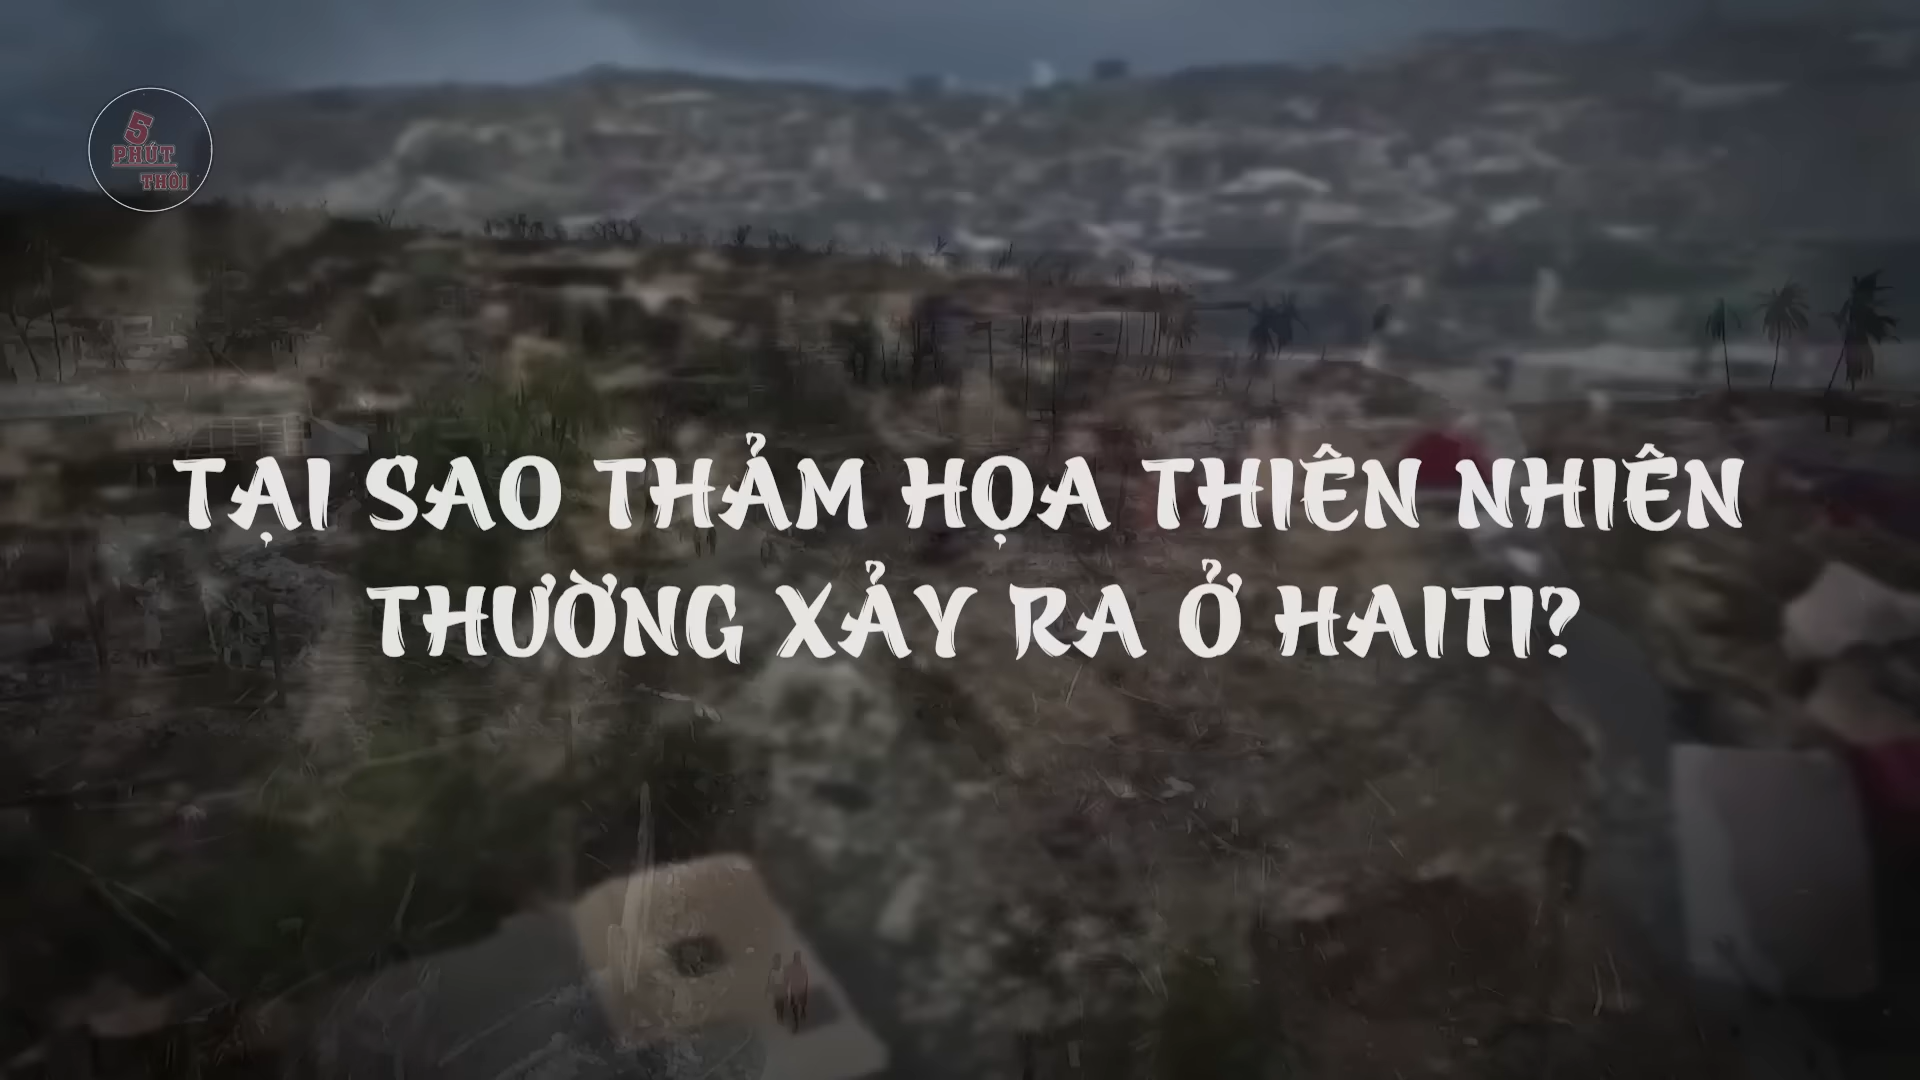 5
PHÚT
THÔI
TẠI SAO THẢM HỌA THIÊN NHIÊN
THƯỜNG XẢY RA Ở HAITI?